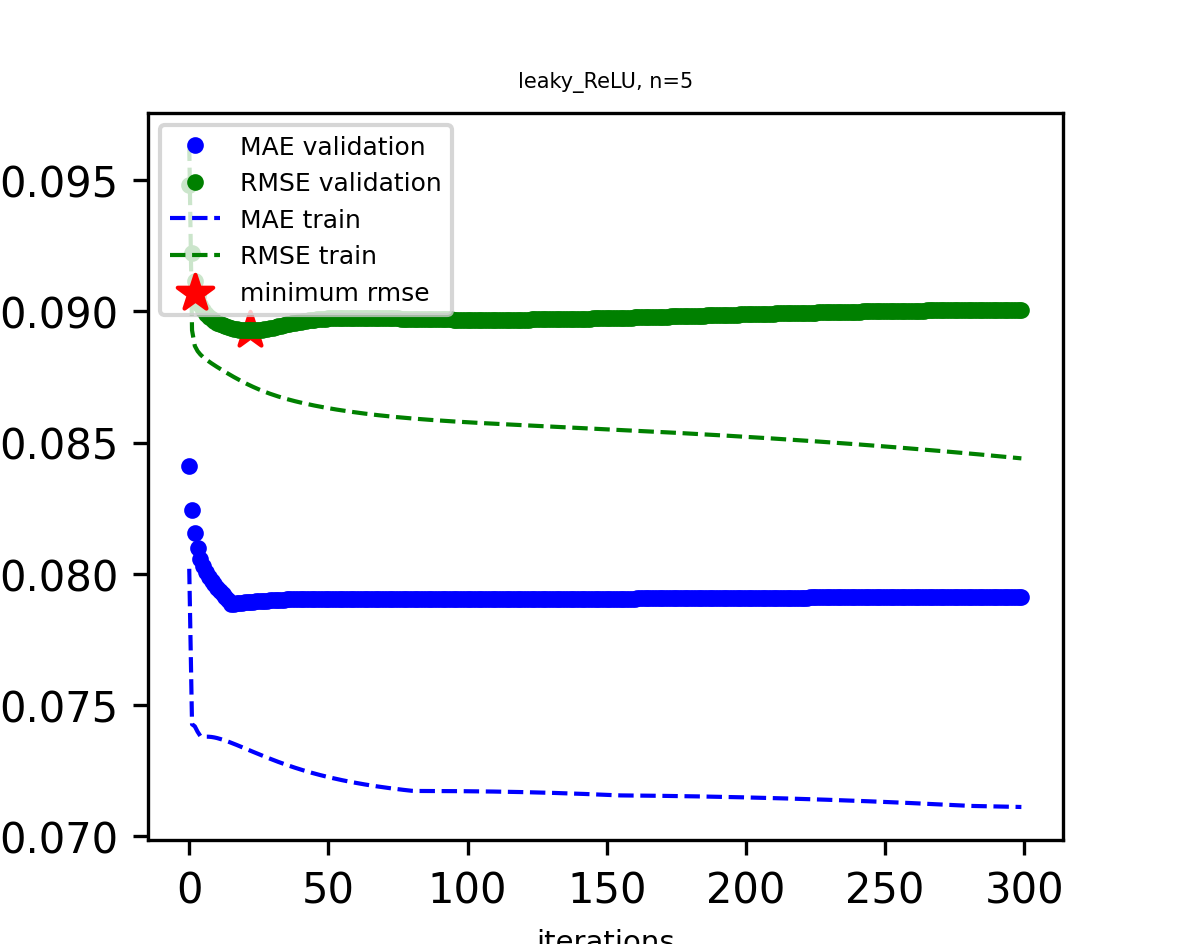 leaky_ReLU, n=5
MAE validation
RMSE validation
MAE train
RMSE train
minimum rmse
0.095
0.090
0.085
0.080
0.075
0.070
0 50 100 150 200 250 300
iterations